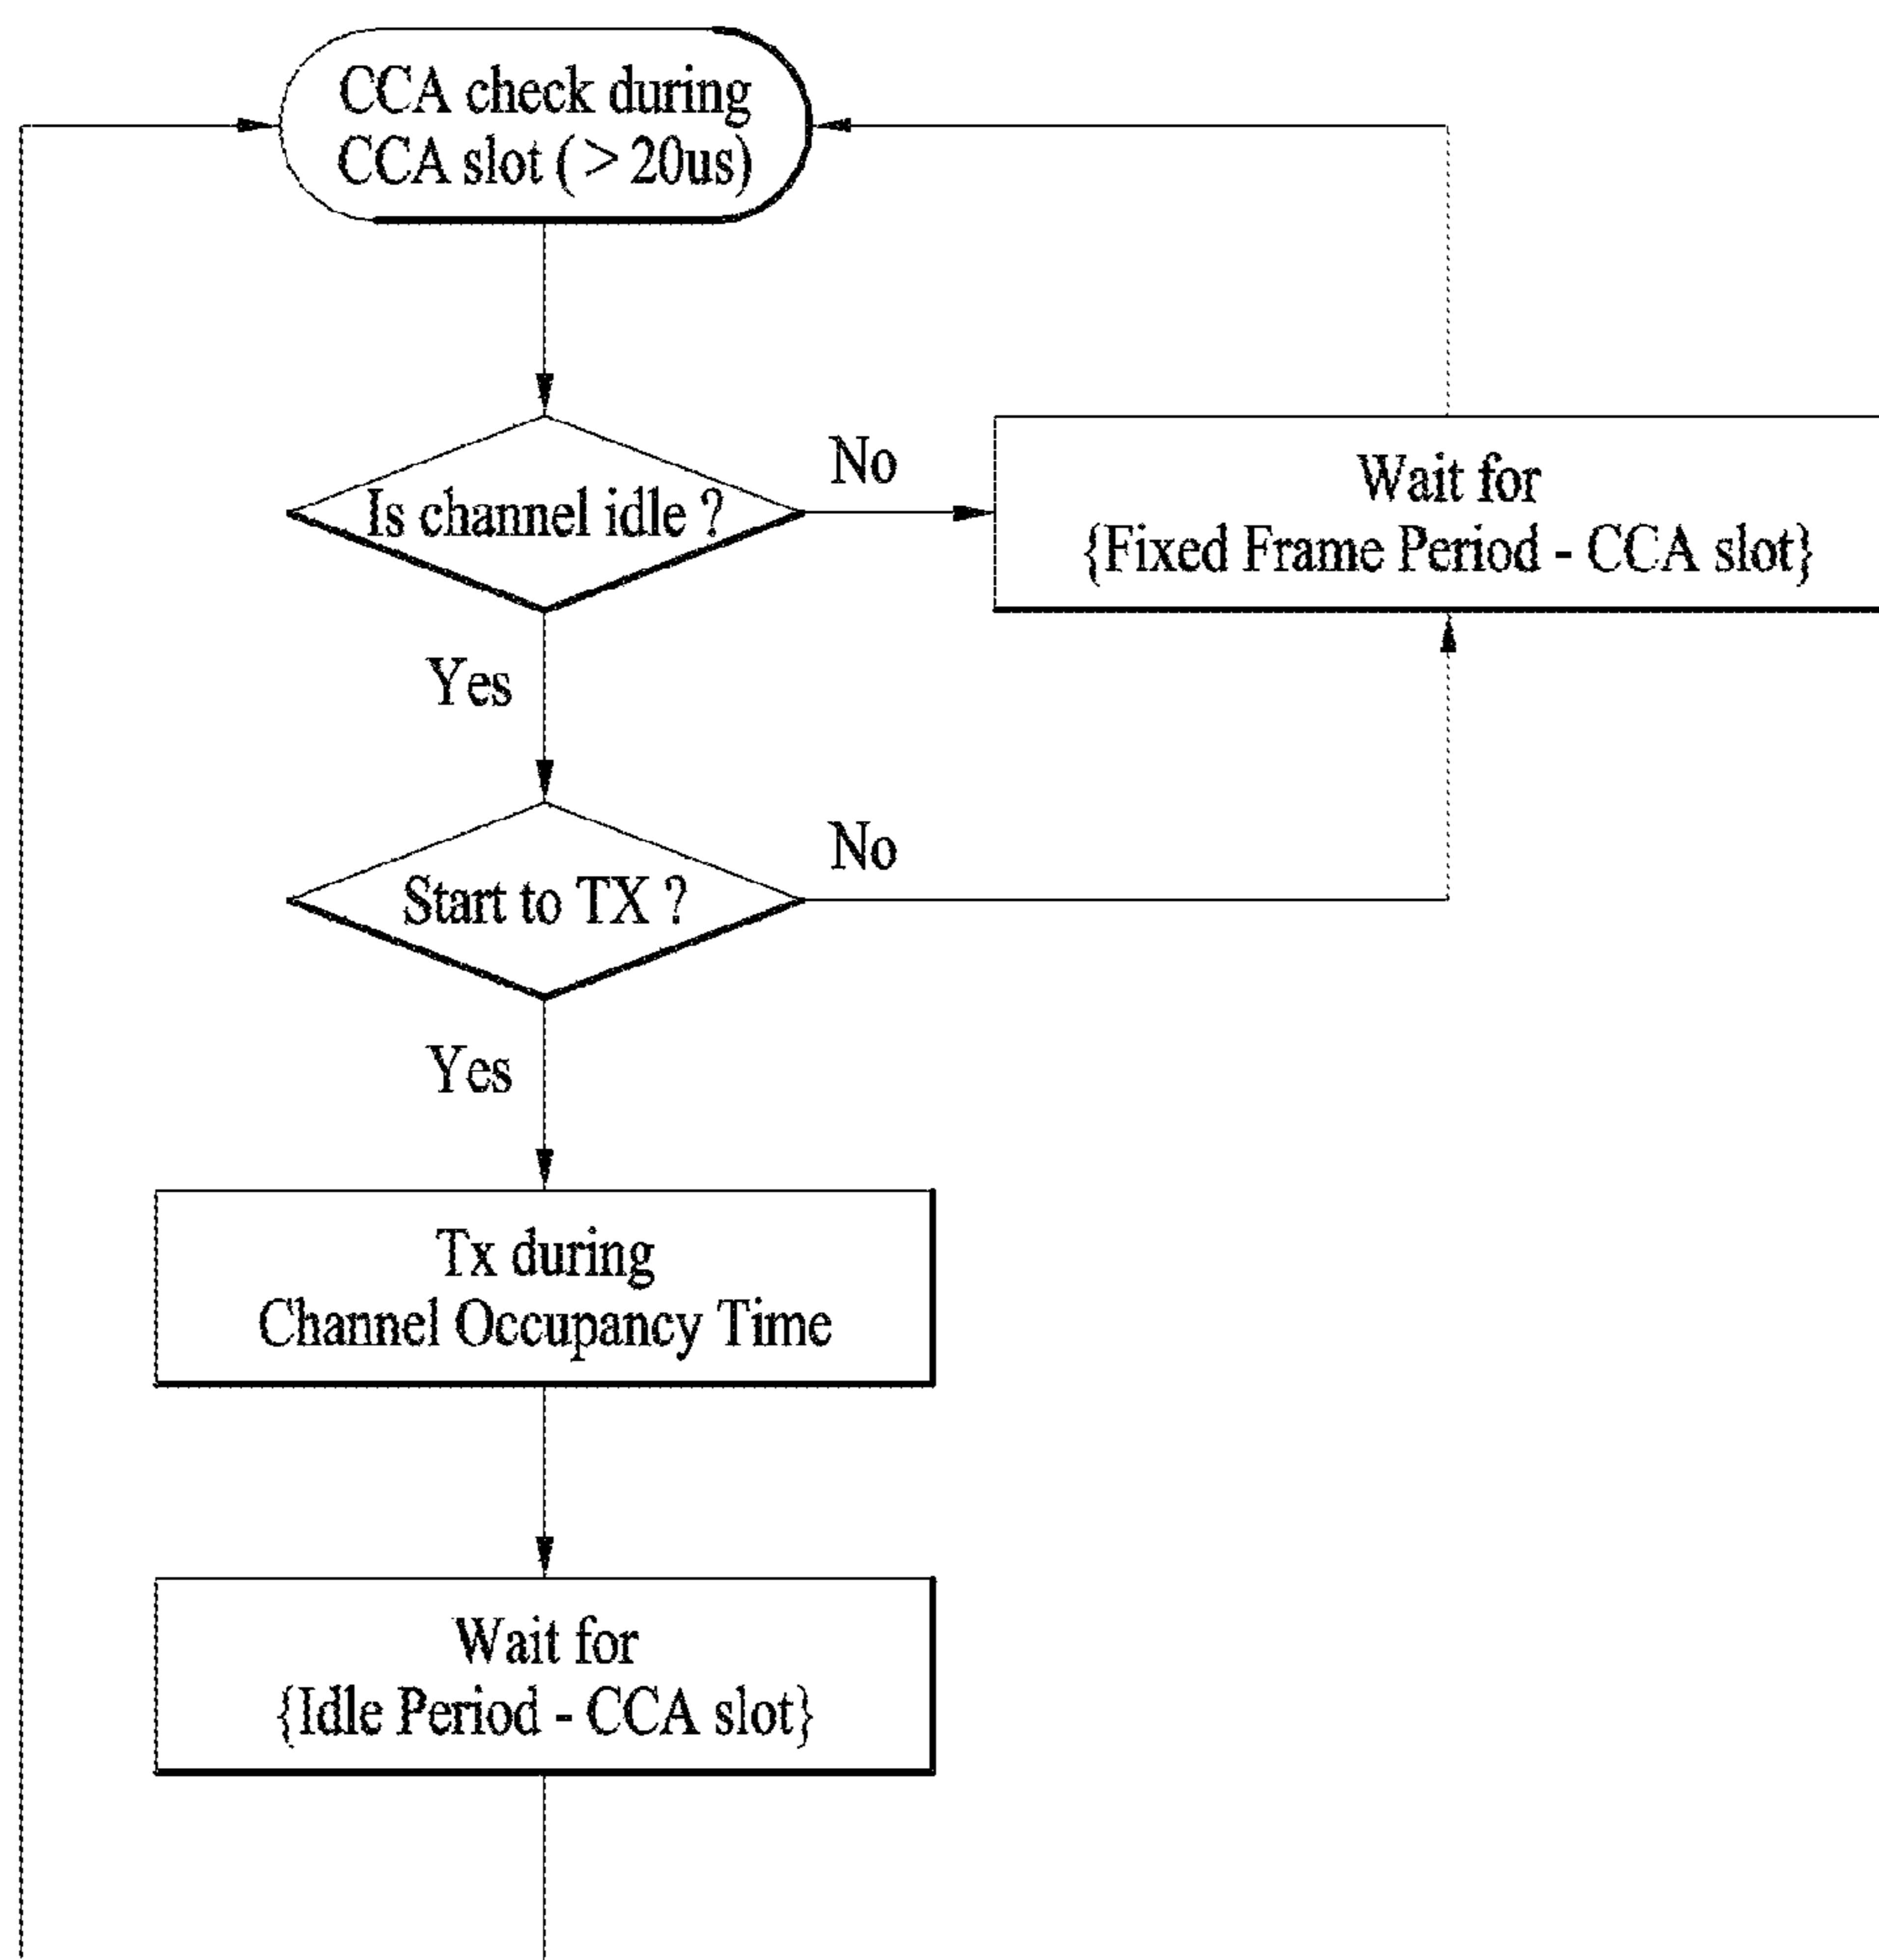 CCA check during
CCA slot ( > 20us)
Is channel idle ?
No
Wait for
{Fixed Frame Period - CCA slot}
Yes
Start to TX ?
No
Yes
Tx during
Channel Occupancy Time
Wait for
{Idle Period - CCA slot}